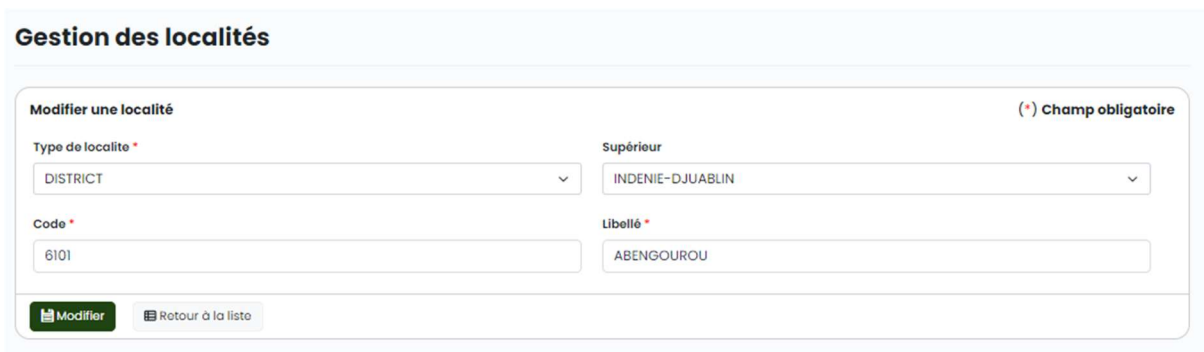 Gestion des localités
Modifier une localité (*) Champ obligatoire
Type de localite * Supérieur
DISTRICT INDENIE-DJUABLIN
Code * Libellé *
6101 ABENGOUROU
Modifier Retour à la liste